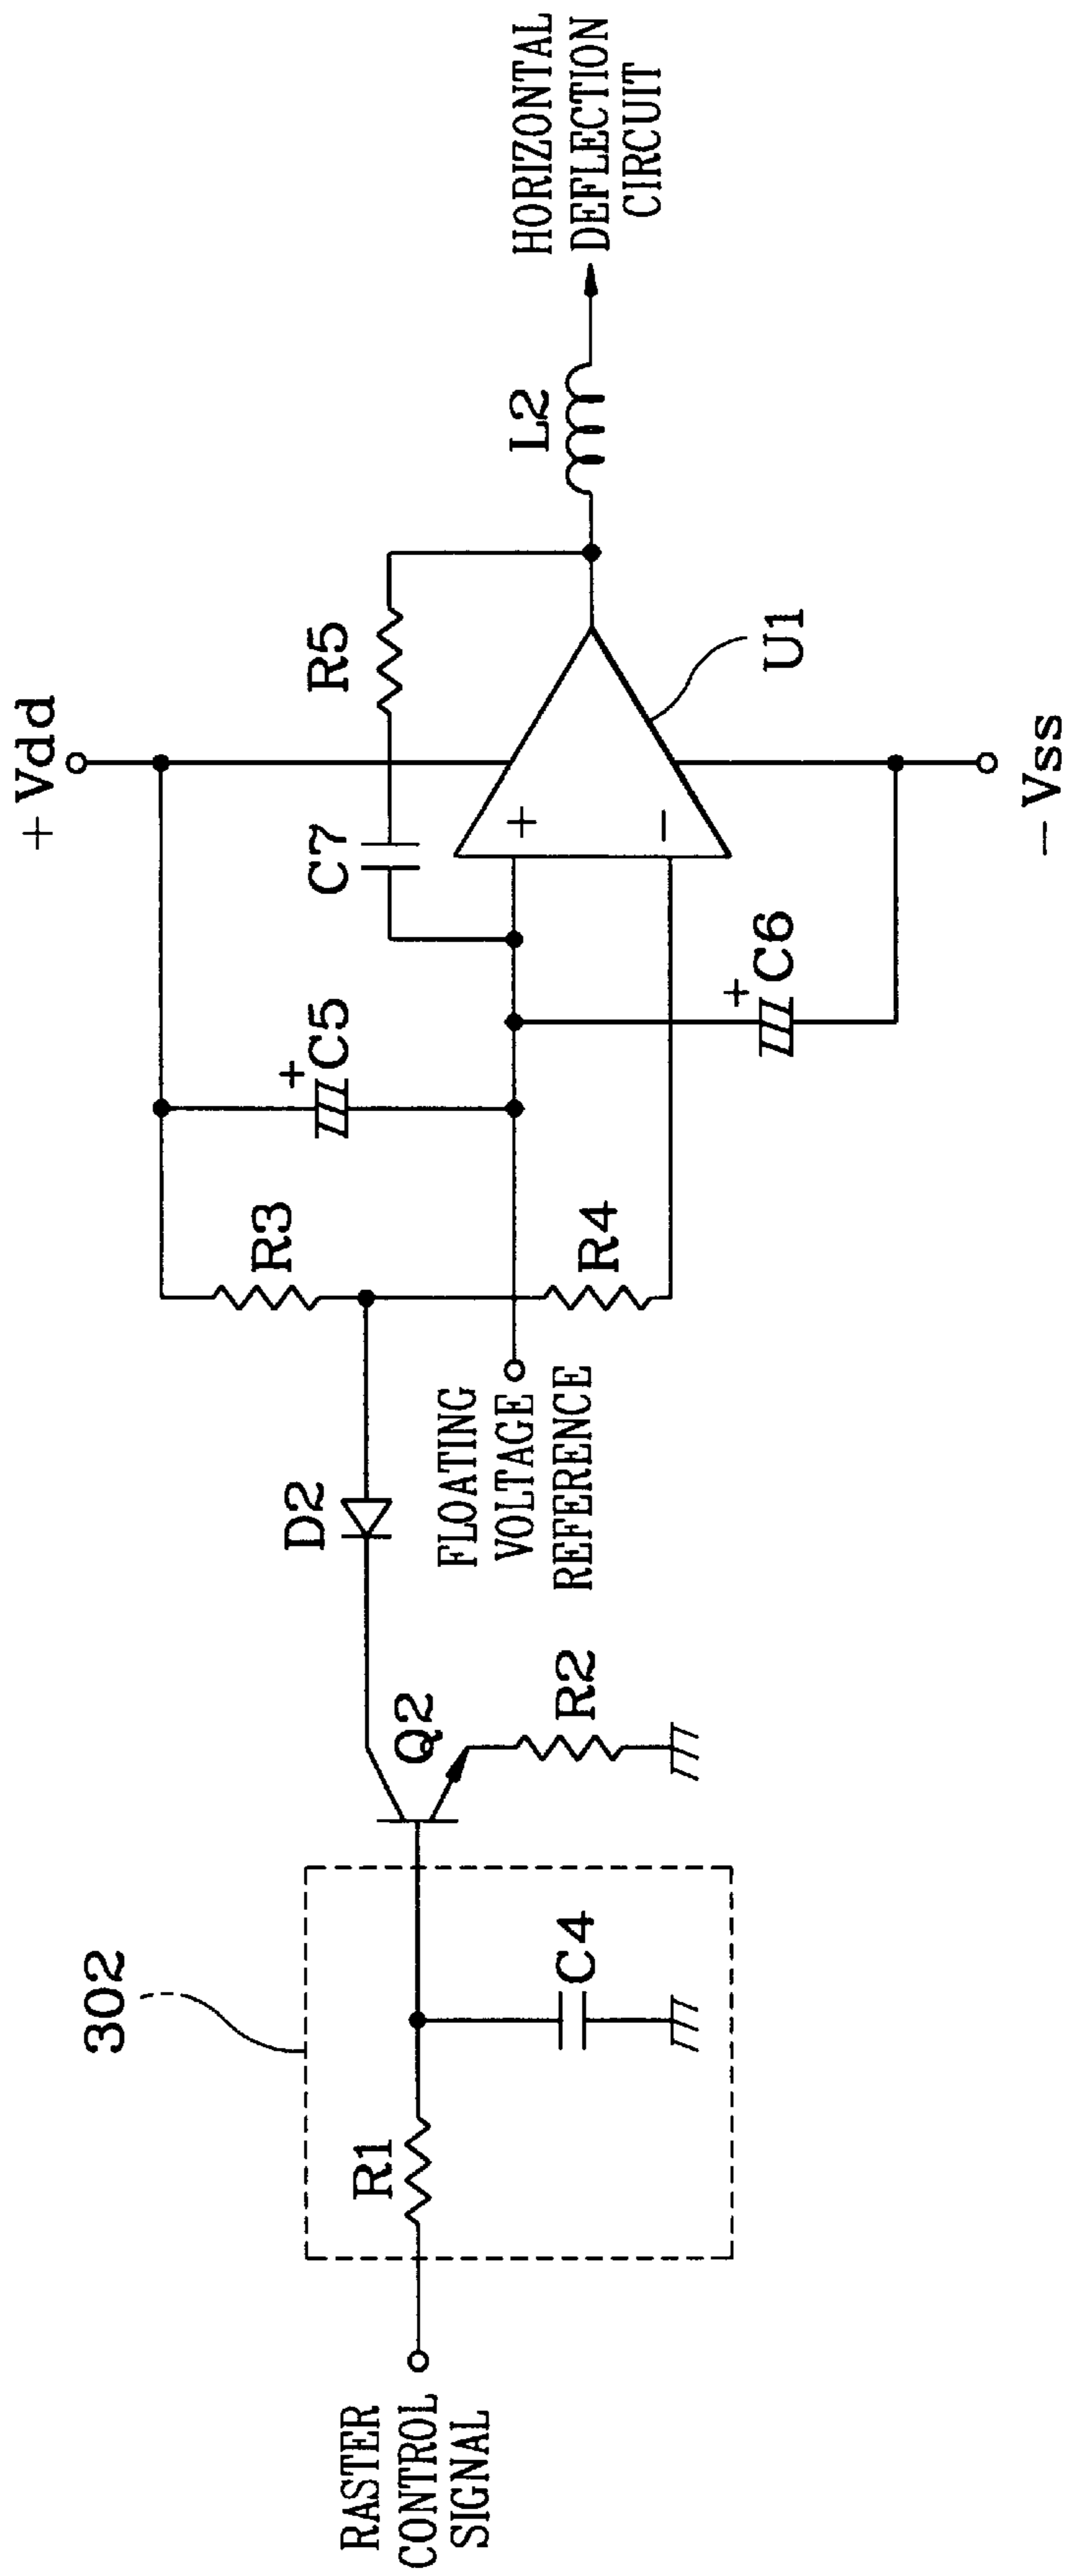 RASTER
CONTROL
SIGNAL
302
R1
C4
Q2
R2
D2
FLOATING
VOLTAGE
REFERENCE
R3
R4
+
C5
+
C6
C7
R5
+Vdd
+
−
U1
−Vss
L2
HORIZONTAL
DEFLECTION
CIRCUIT